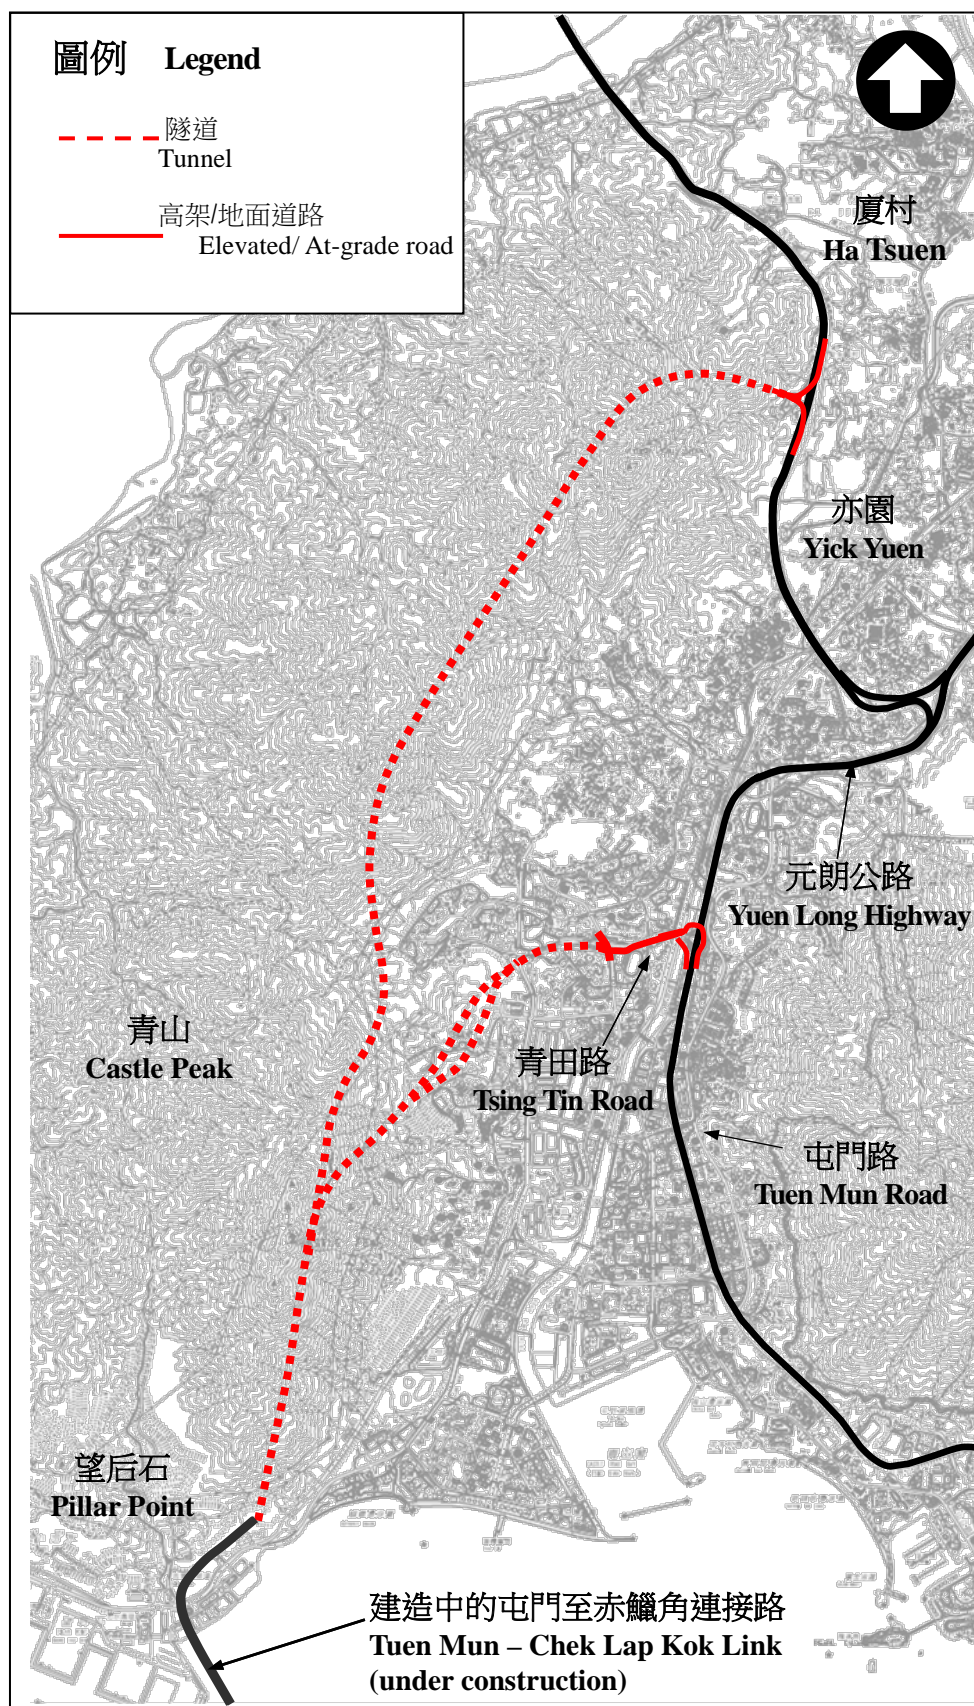 圖例 Legend
隧道
Tunnel
高架/地面道路
Elevated/ At-grade road
廈村
Ha Tsuen
亦園
Yick Yuen
元朗公路
Yuen Long Highway
青山
Castle Peak
青田路
Tsing Tin Road
屯門路
Tuen Mun Road
望后石
Pillar Point
建造中的屯門至赤鱲角連接路
Tuen Mun – Chek Lap Kok Link
(under construction)